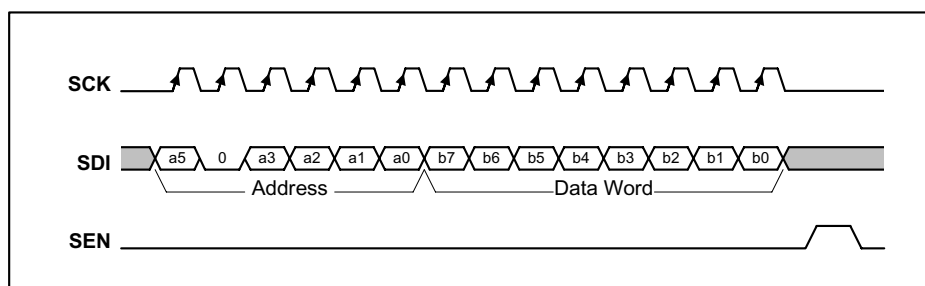 SCK
SDI a5 0 a3 a2 a1 a0 b7 b6 b5 b4 b3 b2 b1 b0
Address Data Word
SEN